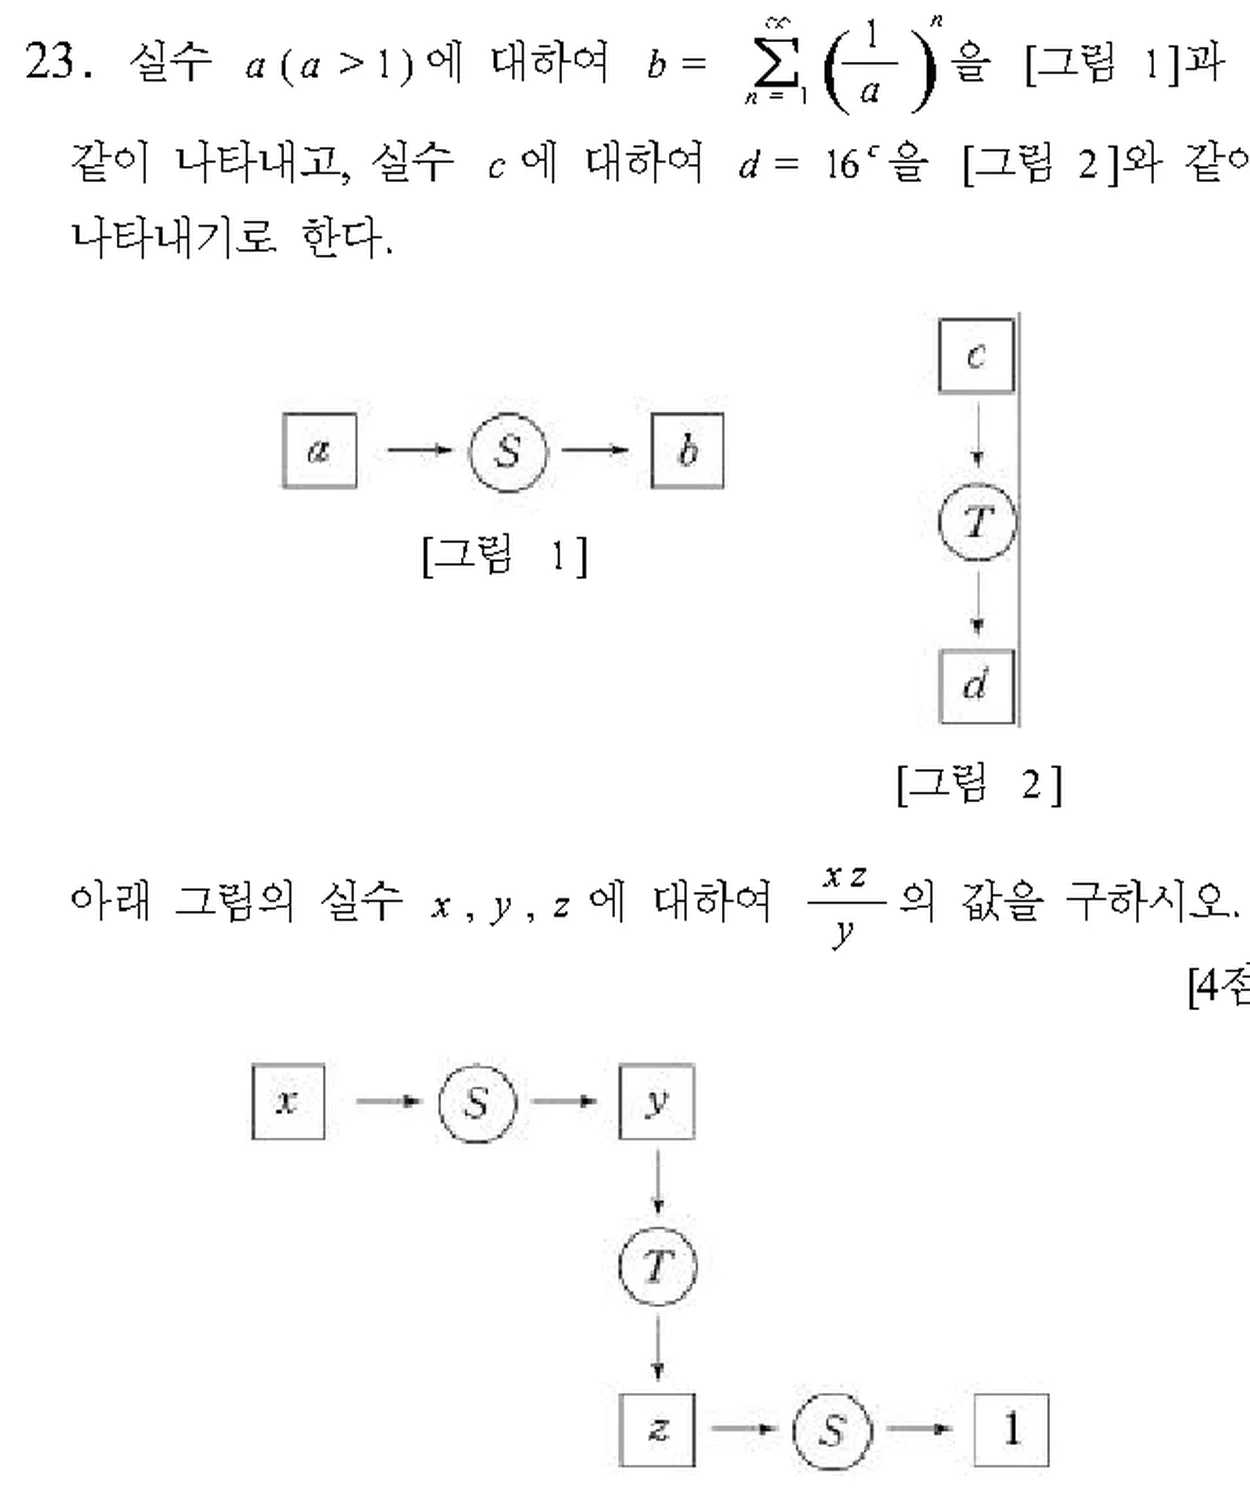 23. 실수 a ( a > 1 ) 에 대하여 b = ∑_{n = 1}^{∞} (1/a)^n 을 [그림 1]과
같이 나타내고, 실수 c 에 대하여 d = 16^c 을 [그림 2]와 같이
나타내기로 한다.
c
a S b
T
[그림 1]
d
[그림 2]
아래 그림의 실수 x , y , z 에 대하여 xz/y 의 값을 구하시오.
[4점
x S y
T
z S 1